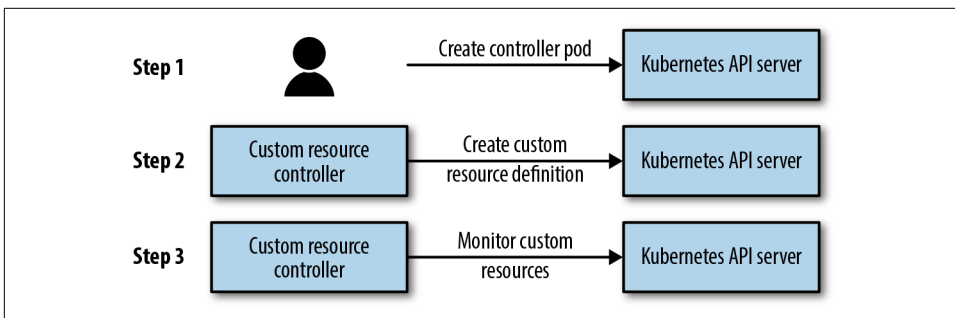 Step 1
Create controller pod
Kubernetes API server
Step 2
Custom resource
controller
Create custom
resource definition
Kubernetes API server
Step 3
Custom resource
controller
Monitor custom
resources
Kubernetes API server